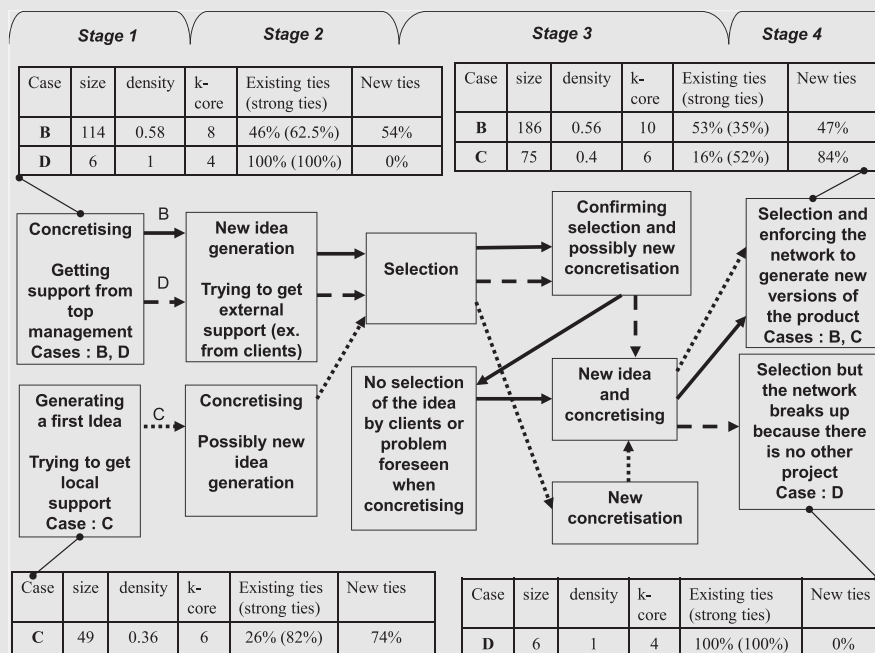 Stage 1 Stage 2 Stage 3 Stage 4
Case size density k-core Existing ties (strong ties) New ties
B 114 0.58 8 46% (62.5%) 54%
D 6 1 4 100% (100%) 0%
Case size density k-core Existing ties (strong ties) New ties
B 186 0.56 10 53% (35%) 47%
C 75 0.4 6 16% (52%) 84%
Concretising
Getting
support from
top
management
Cases : B, D
B
D
New idea
generation
Trying to get
external
support (ex.
from clients)
Selection
Confirming
selection and
possibly new
concretisation
Selection and
enforcing the
network to
generate new
versions of
the product
Cases : B, C
Generating
a first Idea
Trying to get
local
support
Case : C
C
Concretising
Possibly new
idea
generation
No selection
of the idea
by clients or
problem
foreseen
when
concretising
New idea
and
concretising
New
concretisation
Selection but
the network
breaks up
because there
is no other
project
Case : D
Case size density k-core Existing ties (strong ties) New ties
C 49 0.36 6 26% (82%) 74%
Case size density k-core Existing ties (strong ties) New ties
D 6 1 4 100% (100%) 0%